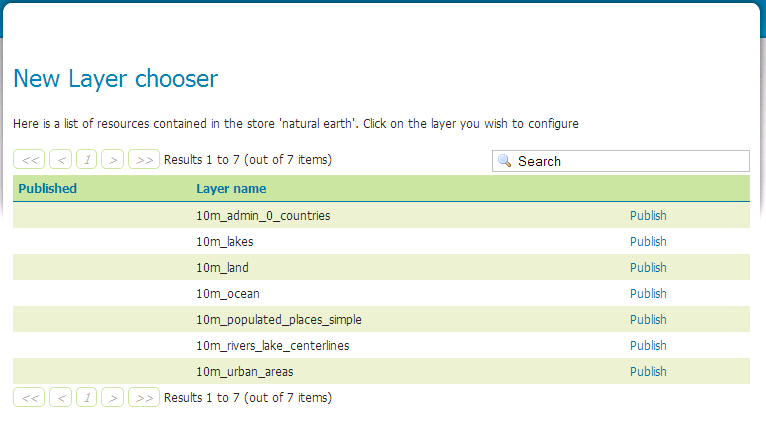 New Layer chooser
Here is a list of resources contained in the store 'natural earth'. Click on the layer you wish to configure
<< < 1 > >> Results 1 to 7 (out of 7 items) Search
Published Layer name
10m_admin_0_countries Publish
10m_lakes Publish
10m_land Publish
10m_ocean Publish
10m_populated_places_simple Publish
10m_rivers_lake_centerlines Publish
10m_urban_areas Publish
<< < 1 > >> Results 1 to 7 (out of 7 items)